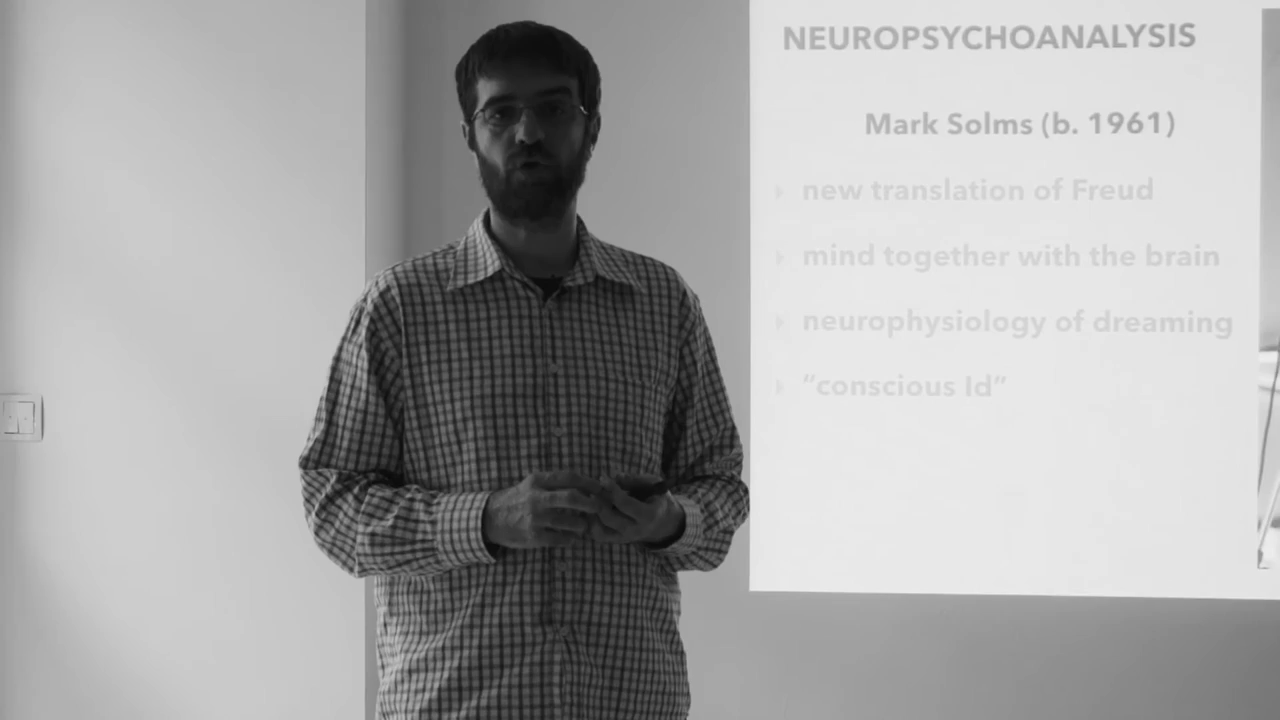 NEUROPSYCHOANALYSIS
Mark Solms (b. 1961)
new translation of Freud
mind together with the brain
neurophysiology of dreaming
“conscious Id”